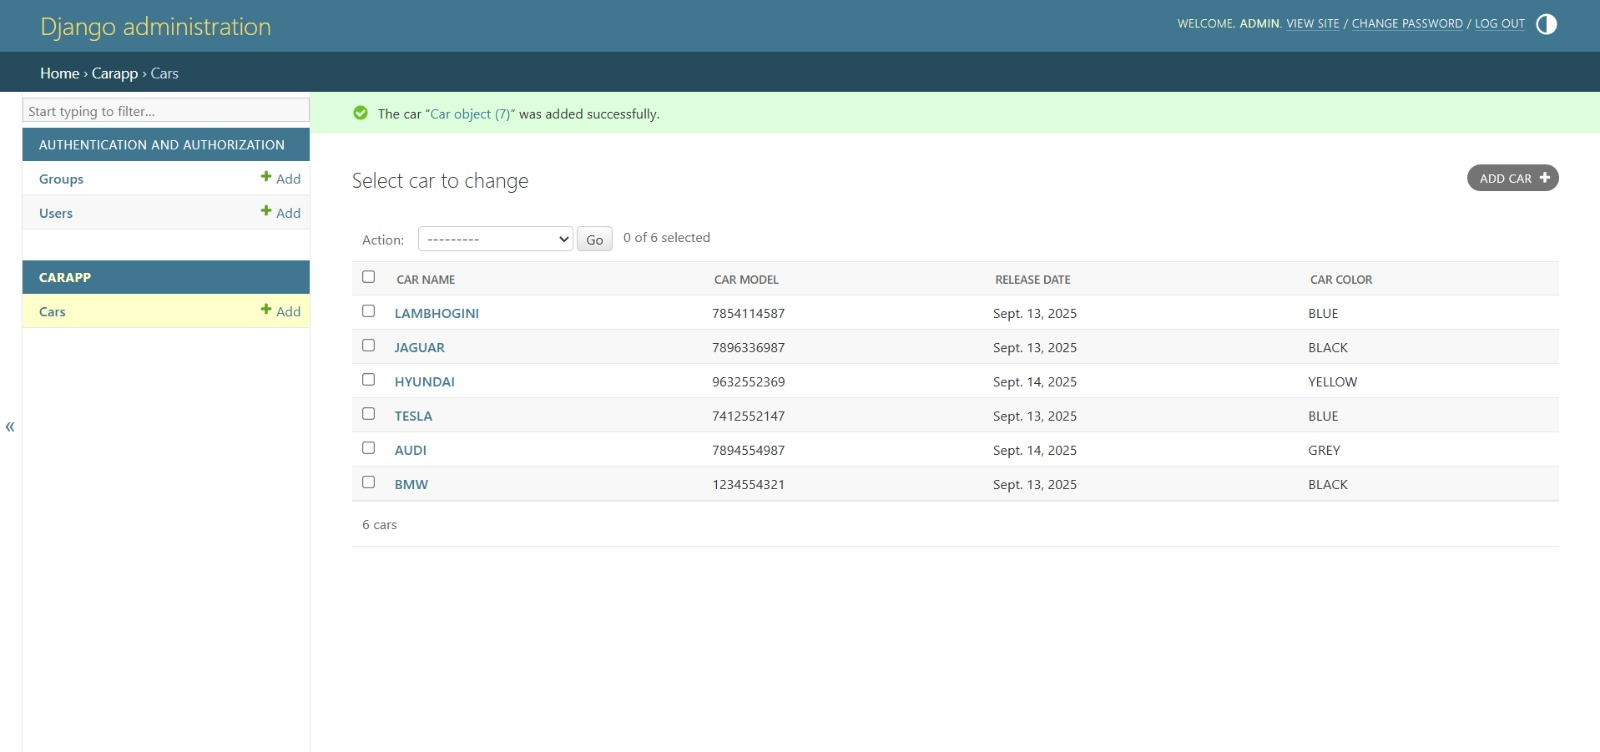 Django administration
WELCOME, ADMIN. VIEW SITE / CHANGE PASSWORD / LOG OUT
Home › Carapp › Cars
Start typing to filter...
AUTHENTICATION AND AUTHORIZATION
Groups + Add
Users + Add
CARAPP
Cars + Add
«
The car “Car object (7)” was added successfully.
Select car to change
ADD CAR +
Action: --------- Go 0 of 6 selected
CAR NAME CAR MODEL RELEASE DATE CAR COLOR
LAMBHOGINI 7854114587 Sept. 13, 2025 BLUE
JAGUAR 7896336987 Sept. 13, 2025 BLACK
HYUNDAI 9632552369 Sept. 14, 2025 YELLOW
TESLA 7412552147 Sept. 13, 2025 BLUE
AUDI 7894554987 Sept. 14, 2025 GREY
BMW 1234554321 Sept. 13, 2025 BLACK
6 cars